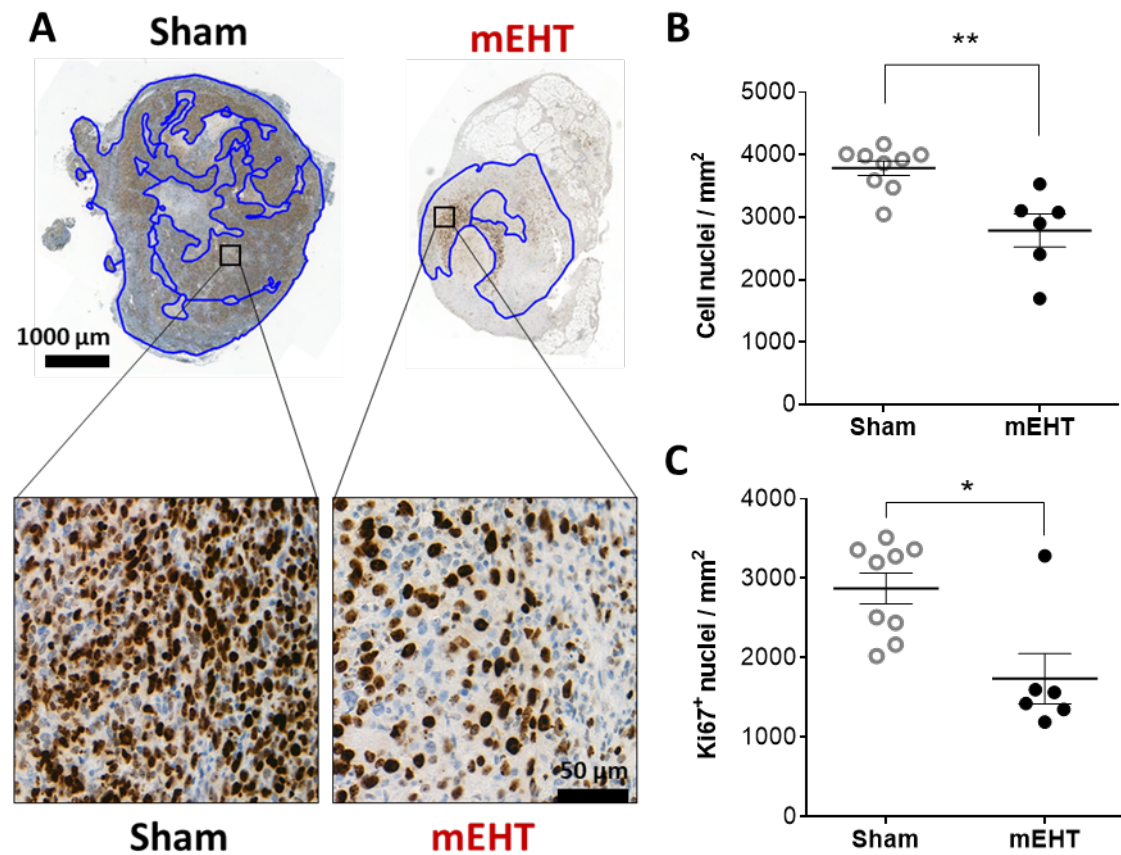 A
Sham
mEHT
1000 µm
50 µm
Sham
mEHT
B
**
Cell nuclei / mm²
5000
4000
3000
2000
1000
0
Sham
mEHT
C
*
Ki67⁺ nuclei / mm²
4000
3000
2000
1000
0
Sham
mEHT